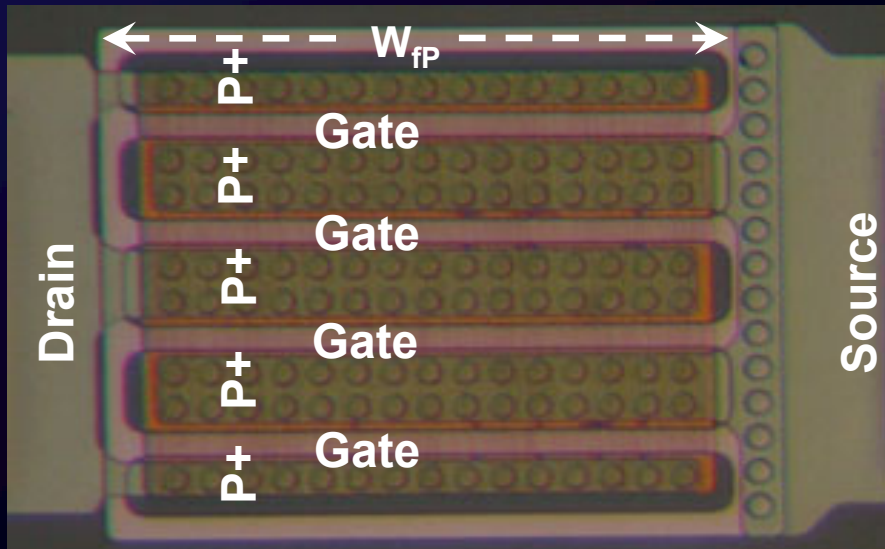 WfP
P+
Gate
P+
Gate
P+
Gate
P+
Gate
P+
Drain
Source